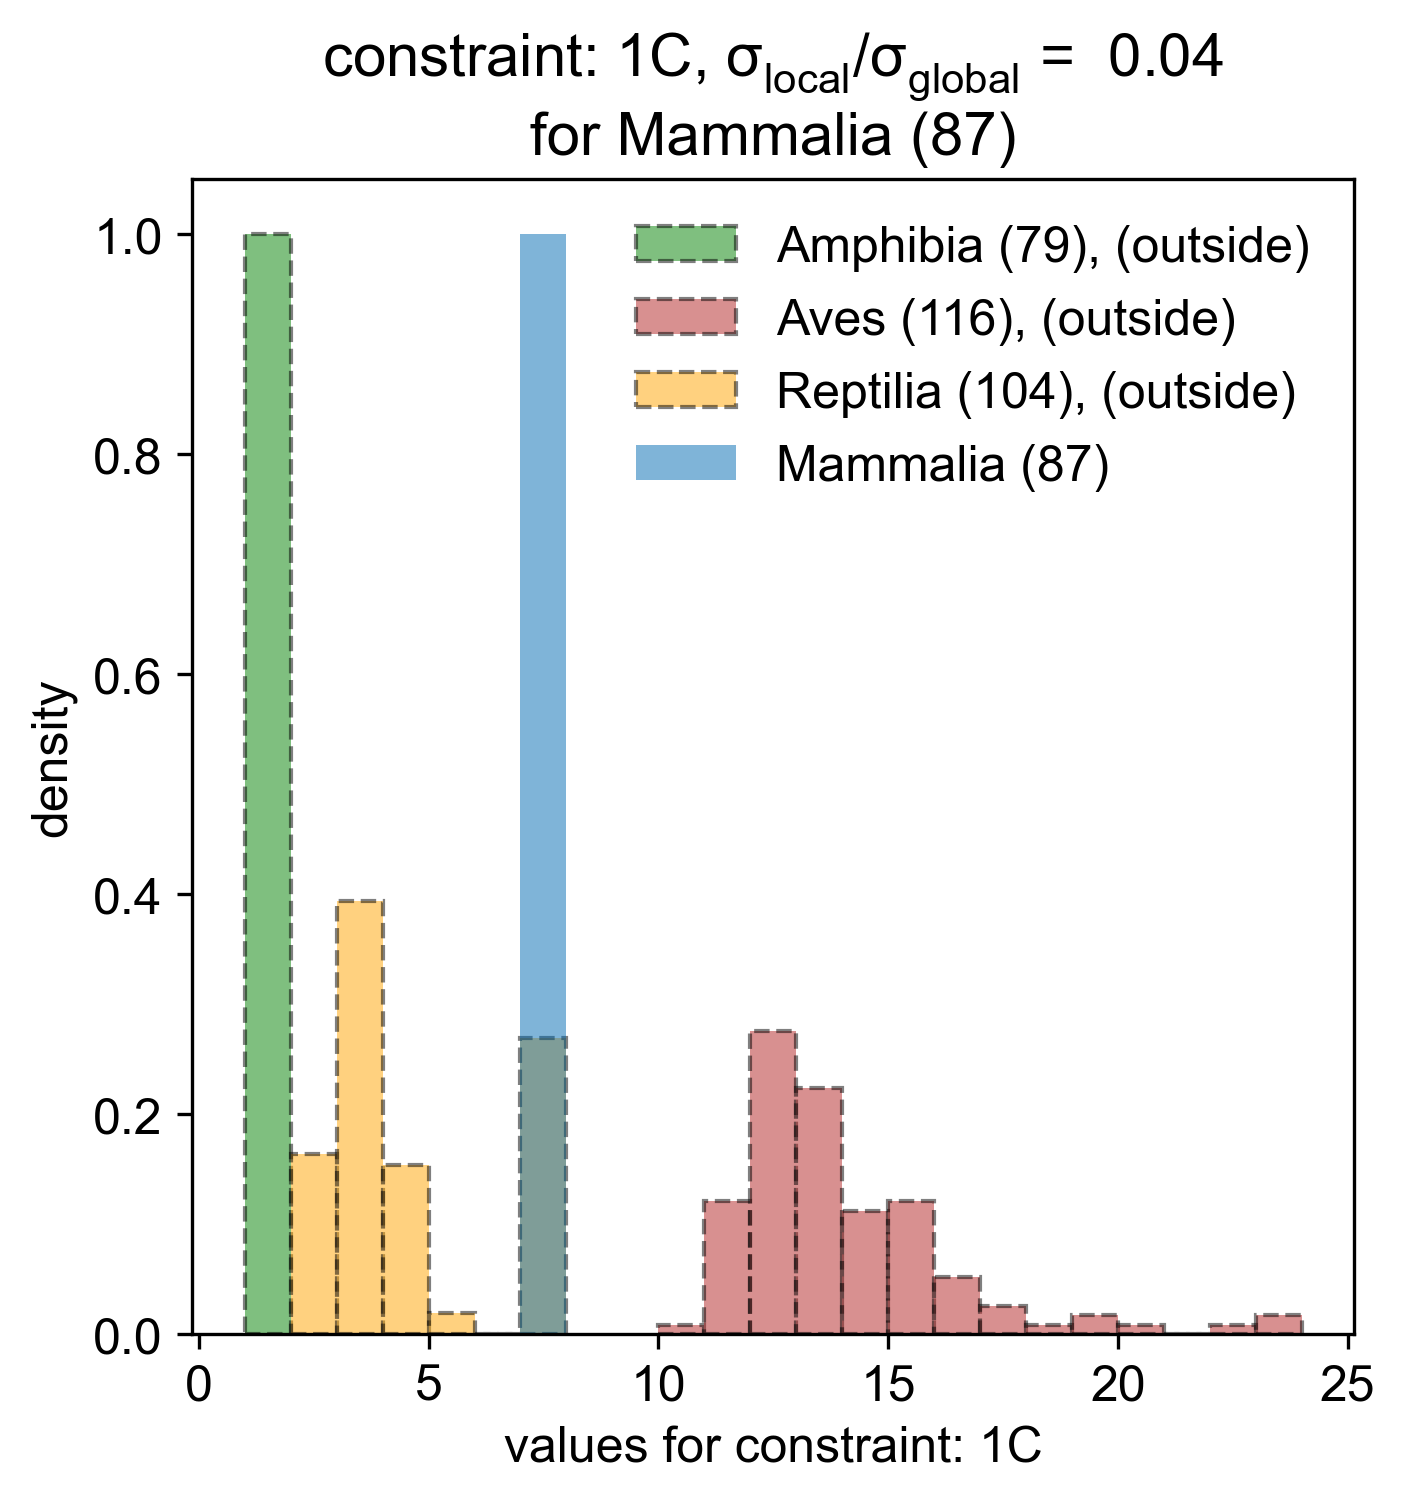 constraint: 1C, σlocal/σglobal = 0.04
for Mammalia (87)
Amphibia (79), (outside)
Aves (116), (outside)
Reptilia (104), (outside)
Mammalia (87)
density
1.0
0.8
0.6
0.4
0.2
0.0
0 5 10 15 20 25
values for constraint: 1C